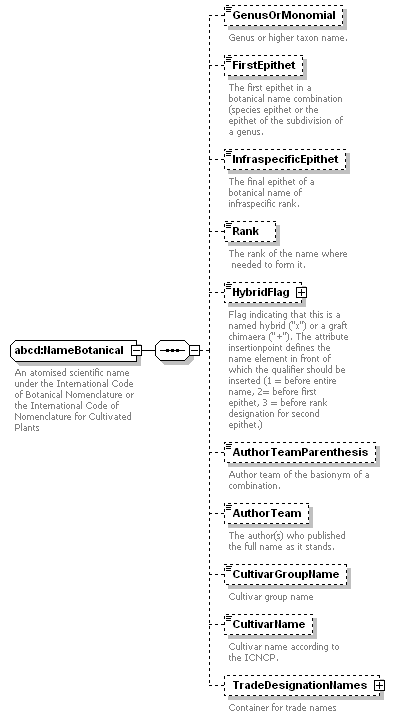 GenusOrMonomial
Genus or higher taxon name.
FirstEpithet
The first epithet in a
botanical name combination
(species epithet or the
epithet of the subdivision of
a genus.
InfraspecificEpithet
The final epithet of a
botanical name of
infraspecific rank.
Rank
The rank of the name where
needed to form it.
HybridFlag
Flag indicating that this is a
named hybrid ("x") or a graft
chimaera ("+"). The attribute
insertionpoint defines the
name element in front of
which the qualifier should be
inserted (1 = before entire
name, 2= before first
epithet, 3 = before rank
designation for second
epithet.)
abcd:NameBotanical
An atomised scientific name
under the International Code
of Botanical Nomenclature or
the International Code of
Nomenclature for Cultivated
Plants
AuthorTeamParenthesis
Author team of the basionym of a
combination.
AuthorTeam
The author(s) who published
the full name as it stands.
CultivarGroupName
Cultivar group name
CultivarName
Cultivar name according to
the ICNCP.
TradeDesignationNames
Container for trade names